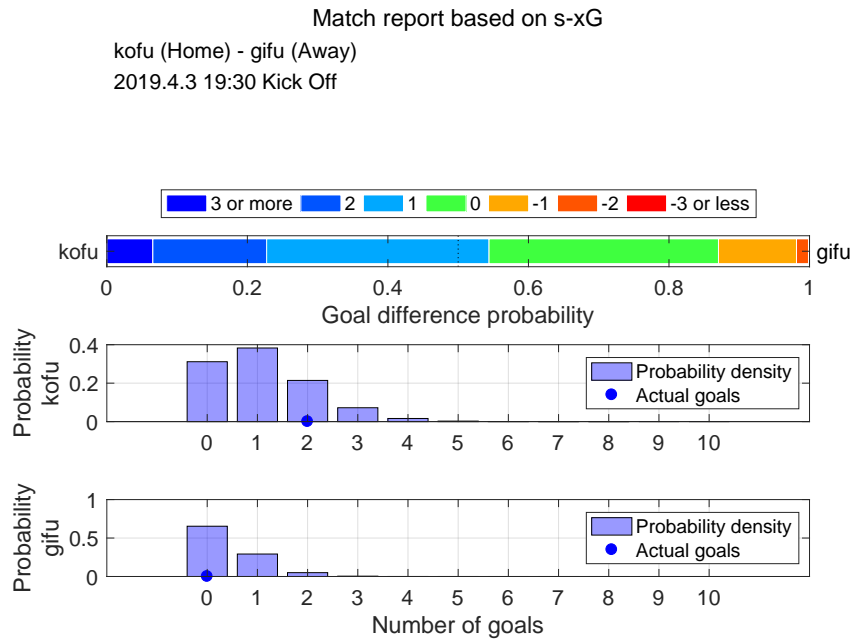 Match report based on s-xG
kofu (Home) - gifu (Away)
2019.4.3 19:30 Kick Off
3 or more 2 1 0 -1 -2 -3 or less
kofu gifu
0 0.2 0.4 0.6 0.8 1
Goal difference probability
Probability
kofu
0.4
0.2
0
Probability density
Actual goals
0 1 2 3 4 5 6 7 8 9 10
Probability
gifu
1
0.5
0
Probability density
Actual goals
0 1 2 3 4 5 6 7 8 9 10
Number of goals